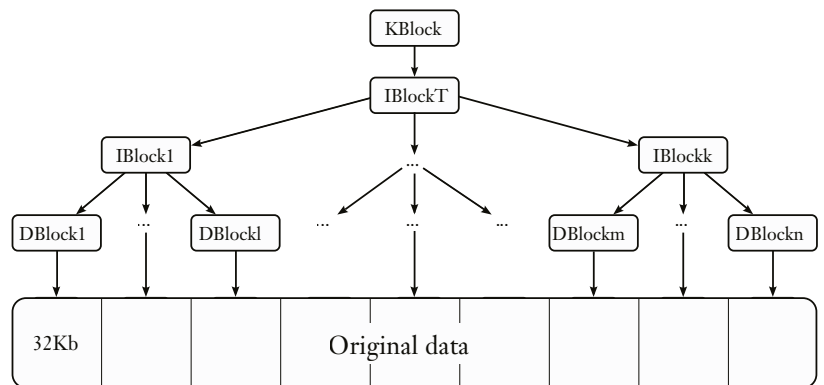 KBlock
IBlockT
IBlock1 ... IBlockk
DBlock1 ... DBlockl ... ... ... DBlockm ... DBlockn
32Kb Original data